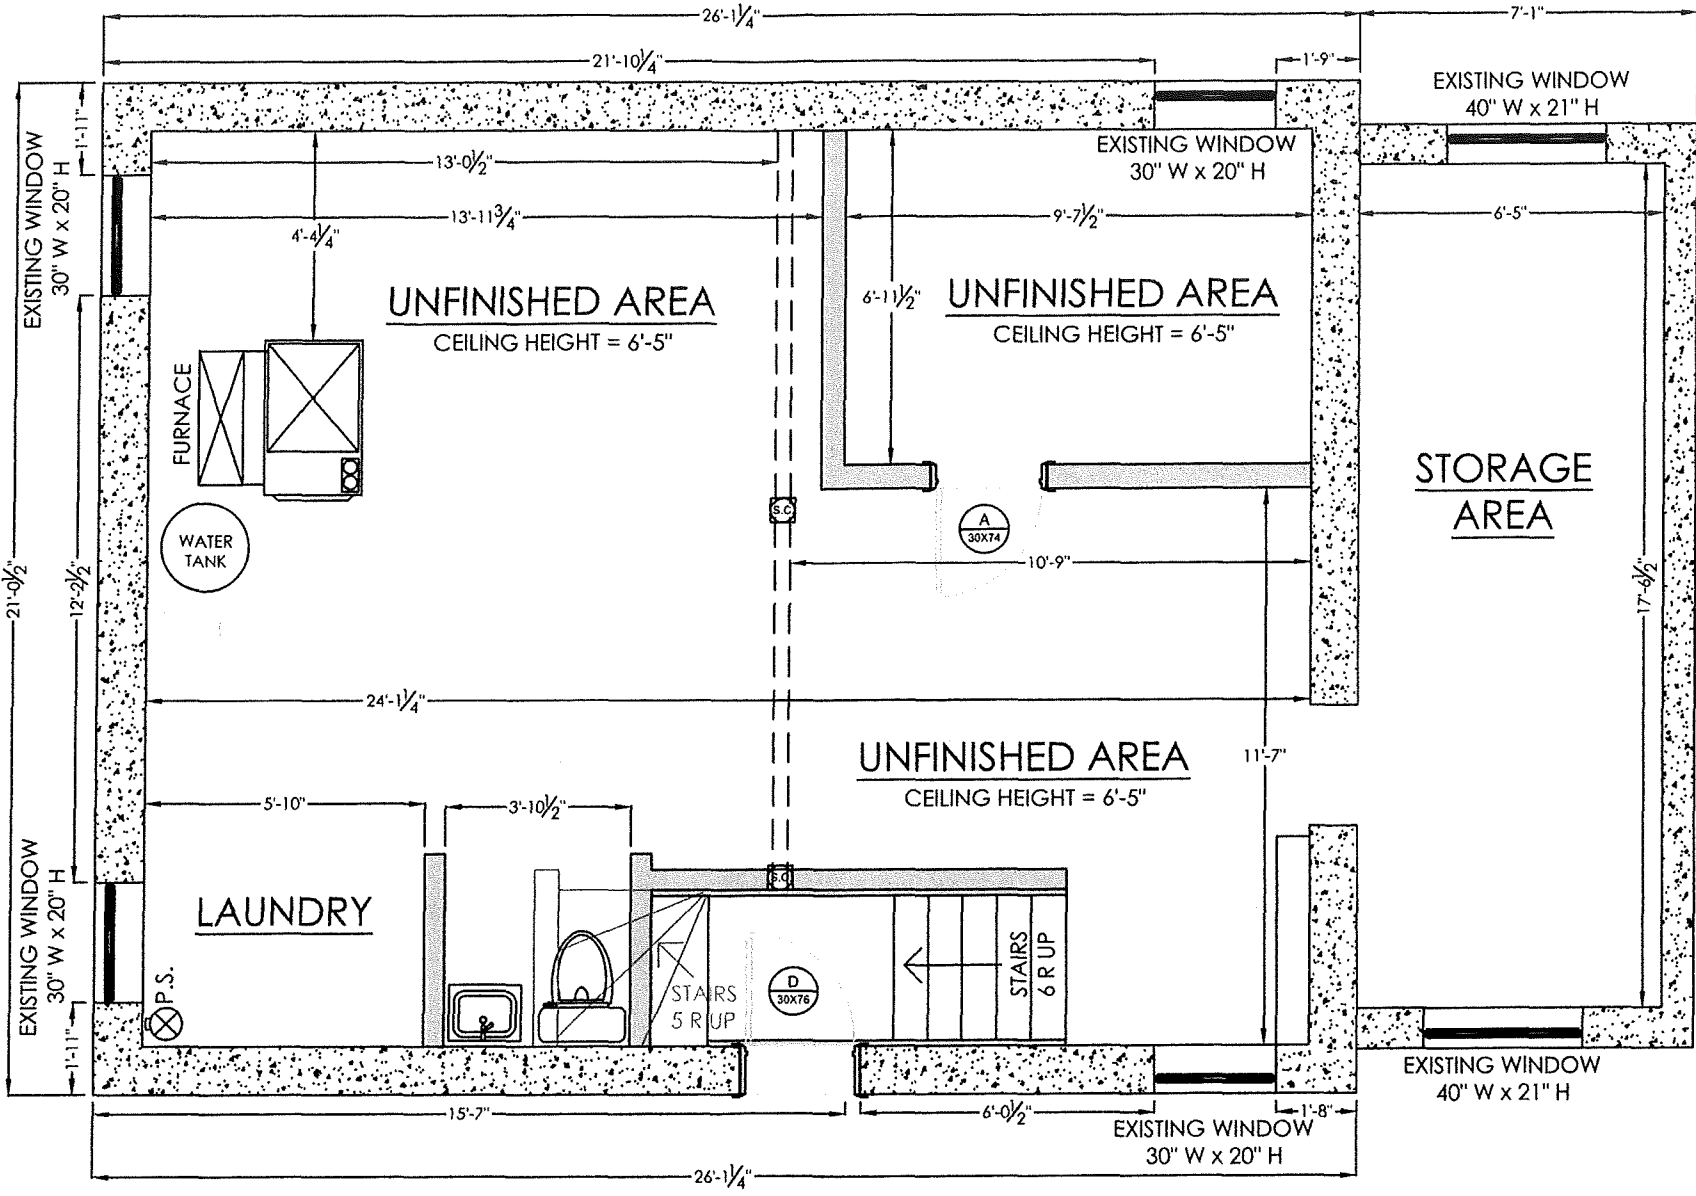 26'-1¼"
7'-1"
21'-10¼"
1'-9"
EXISTING WINDOW
40" W x 21" H
1'-11"
EXISTING WINDOW
30" W x 20" H
EXISTING WINDOW
30" W x 20" H
13'-0½"
13'-11¾"
9'-7½"
6'-5"
4'-4¼"
6'-11½"
UNFINISHED AREA
CEILING HEIGHT = 6'-5"
UNFINISHED AREA
CEILING HEIGHT = 6'-5"
FURNACE
STORAGE
AREA
S.C
A
30X74
WATER
TANK
10'-9"
21'-0½"
12'-2½"
17'-6½"
24'-1¼"
UNFINISHED AREA
CEILING HEIGHT = 6'-5"
11'-7"
5'-10"
3'-10½"
EXISTING WINDOW
30" W x 20" H
S.C
LAUNDRY
STAIRS
6 R UP
STAIRS
5 R UP
D
30X76
P.S.
1'-11"
EXISTING WINDOW
40" W x 21" H
15'-7"
6'-0½"
1'-8"
EXISTING WINDOW
30" W x 20" H
26'-1¼"